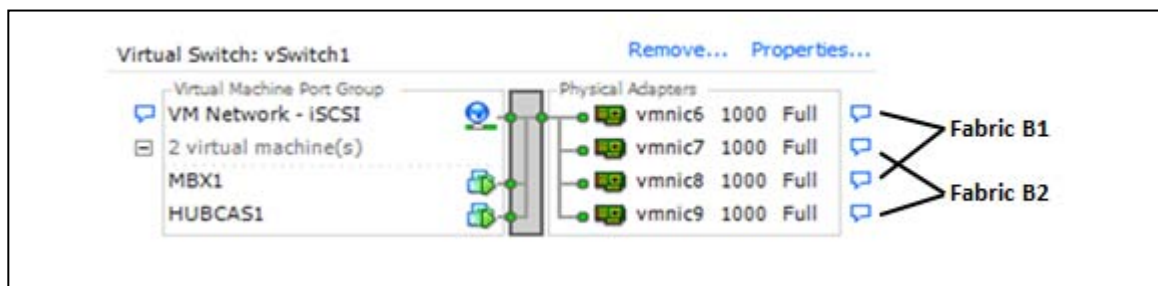 Virtual Switch: vSwitch1 Remove... Properties...
Virtual Machine Port Group Physical Adapters
VM Network - iSCSI vmnic6 1000 Full
2 virtual machine(s) vmnic7 1000 Full
MBX1 vmnic8 1000 Full
HUBCAS1 vmnic9 1000 Full
Fabric B1
Fabric B2